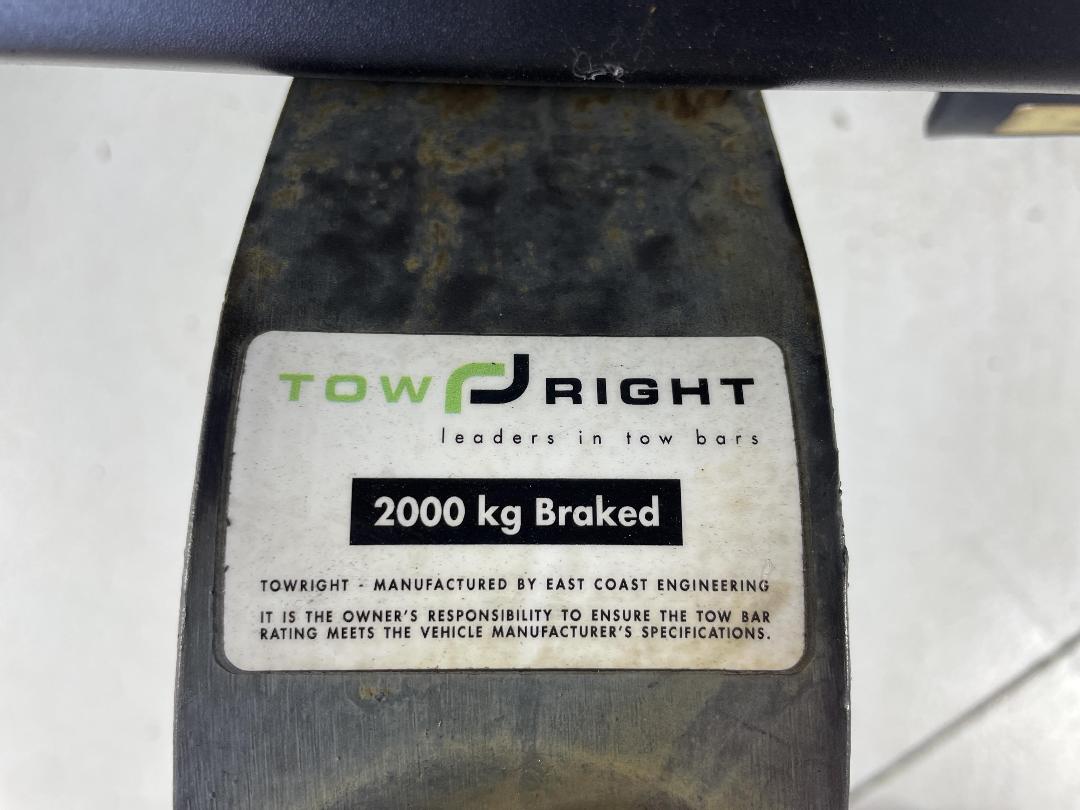 TOW RIGHT
leaders in tow bars
2000 kg Braked
TOWRIGHT - MANUFACTURED BY EAST COAST ENGINEERING
IT IS THE OWNER'S RESPONSIBILITY TO ENSURE THE TOW BAR
RATING MEETS THE VEHICLE MANUFACTURER'S SPECIFICATIONS.